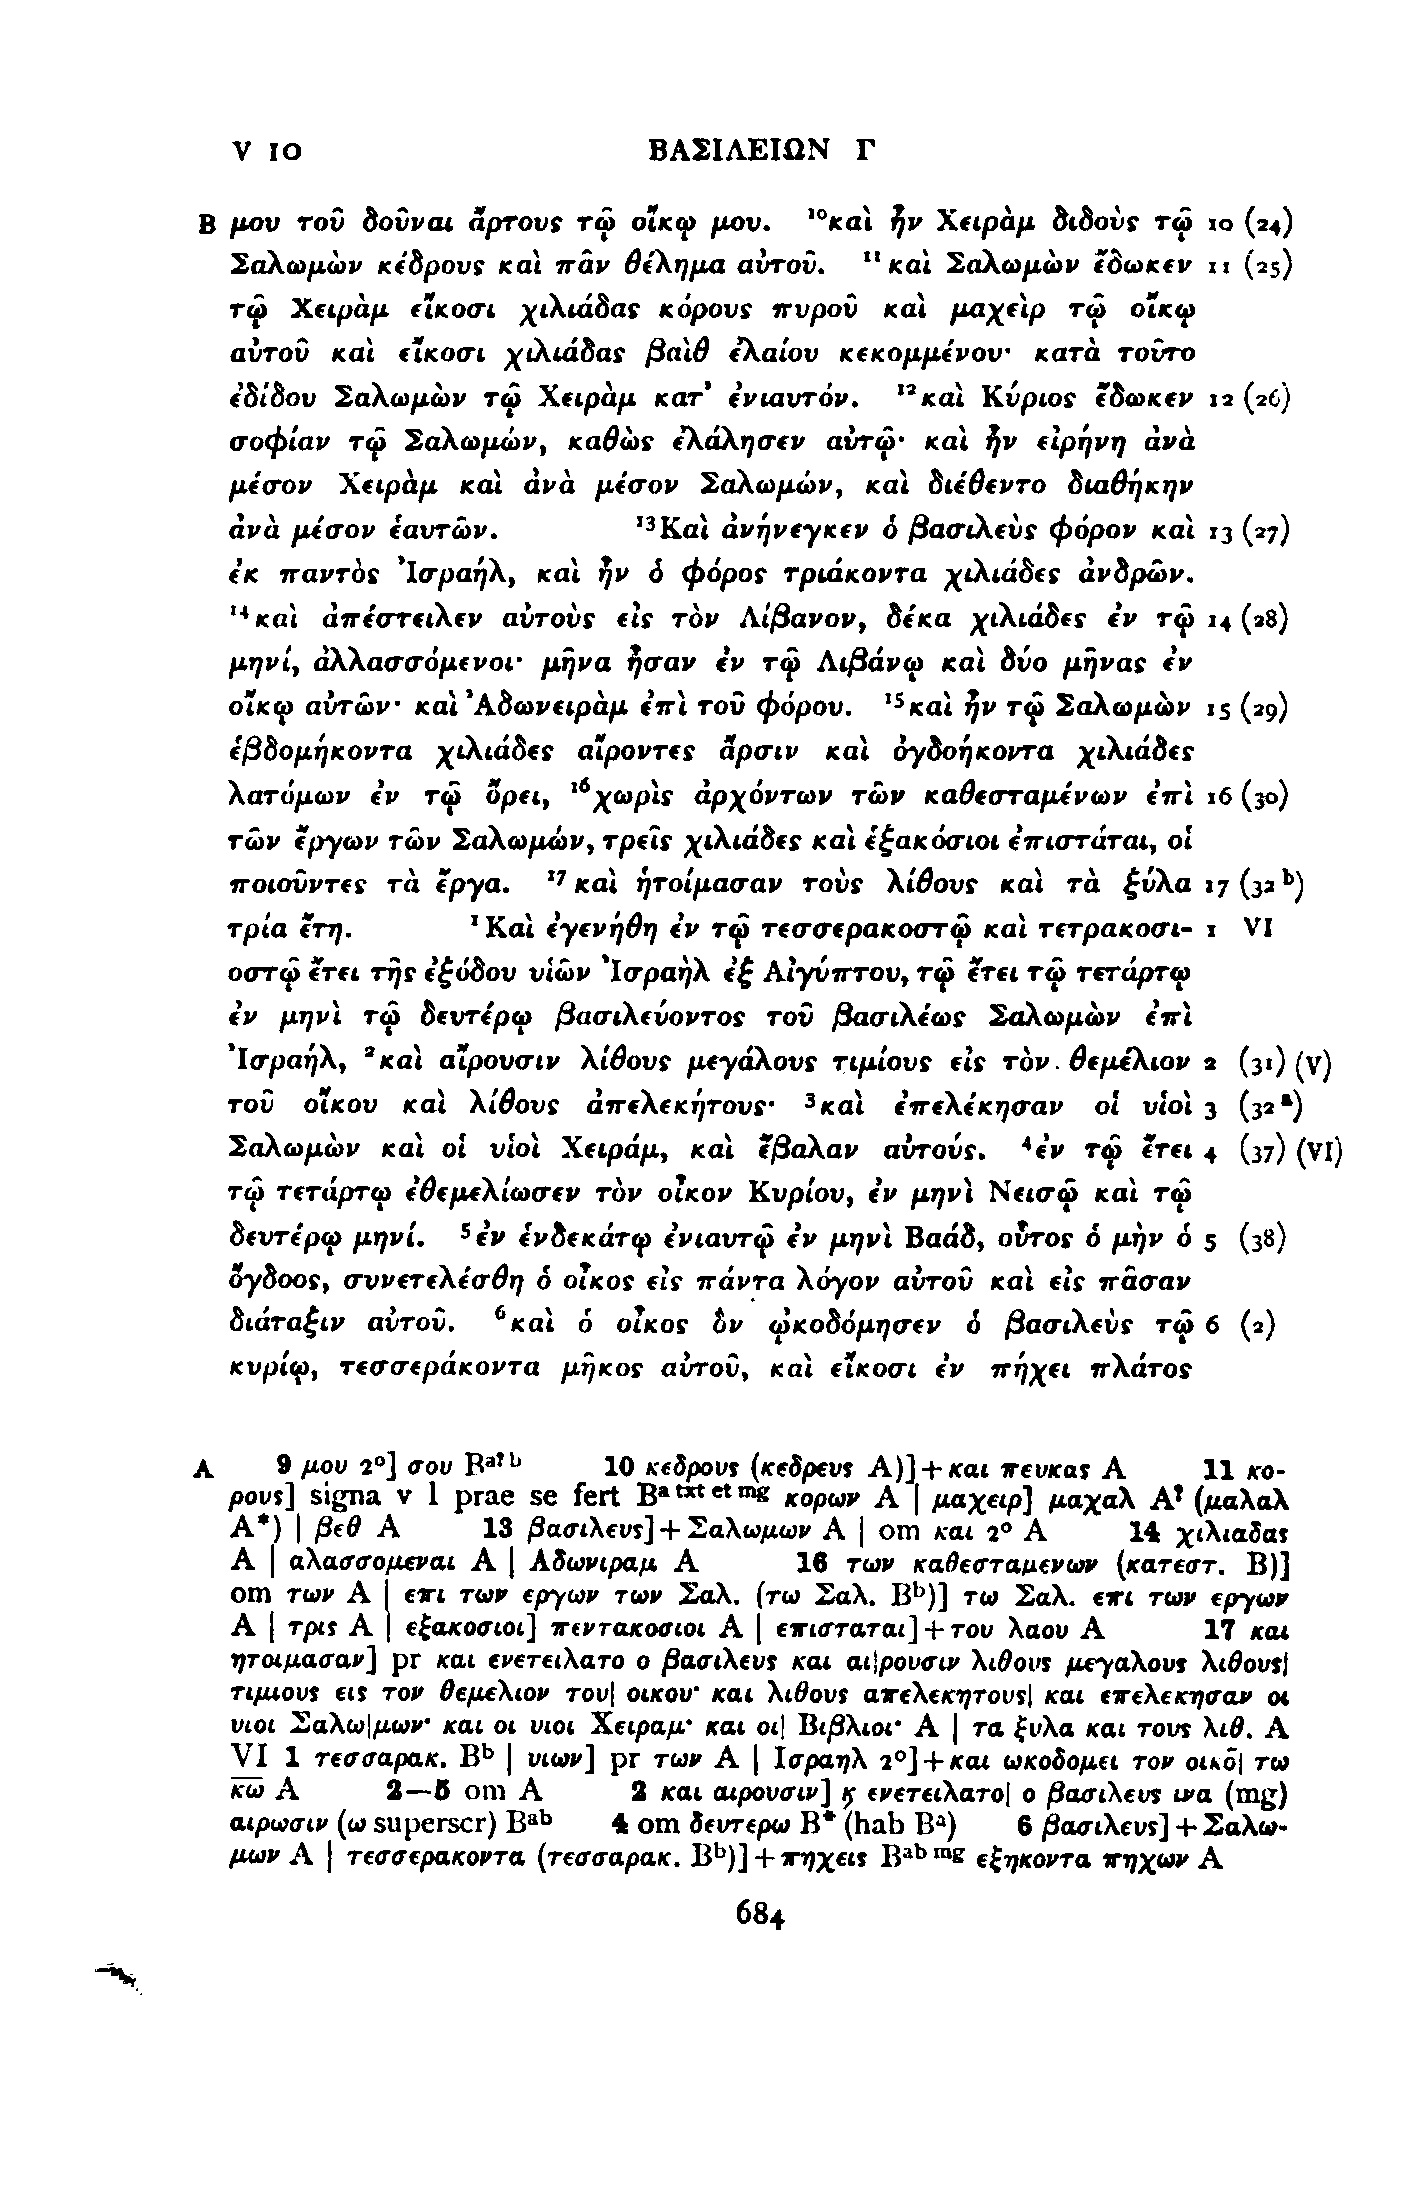 V 10 ΒΑΣΙΛΕΙΩΝ Γ
B μου τοῦ δοῦναι ἄρτους τῷ οἴκῳ μου. ¹⁰καὶ ἦν Χειρὰμ διδοὺς τῷ 10 (24)
Σαλωμὼν κέδρους καὶ πᾶν θέλημα αὐτοῦ. ¹¹καὶ Σαλωμὼν ἔδωκεν 11 (25)
τῷ Χειρὰμ εἴκοσι χιλιάδας κόρους πυροῦ καὶ μαχεὶρ τῷ οἴκῳ
αὐτοῦ καὶ εἴκοσι χιλιάδας βαὶθ ἐλαίου κεκομμένου· κατὰ τοῦτο
ἐδίδου Σαλωμὼν τῷ Χειρὰμ κατ’ ἐνιαυτόν. ¹²καὶ Κύριος ἔδωκεν 12 (26)
σοφίαν τῷ Σαλωμών, καθὼς ἐλάλησεν αὐτῷ· καὶ ἦν εἰρήνη ἀνὰ
μέσον Χειρὰμ καὶ ἀνὰ μέσον Σαλωμών, καὶ διέθεντο διαθήκην
ἀνὰ μέσον ἑαυτῶν. ¹³Καὶ ἀνήνεγκεν ὁ βασιλεὺς φόρον καὶ 13 (27)
ἐκ παντὸς Ἰσραήλ, καὶ ἦν ὁ φόρος τριάκοντα χιλιάδες ἀνδρῶν.
¹⁴καὶ ἀπέστειλεν αὐτοὺς εἰς τὸν Λίβανον, δέκα χιλιάδες ἐν τῷ 14 (28)
μηνί, ἀλλασσόμενοι· μῆνα ἦσαν ἐν τῷ Λιβάνῳ καὶ δύο μῆνας ἐν
οἴκῳ αὐτῶν· καὶ Ἀδωνειρὰμ ἐπὶ τοῦ φόρου. ¹⁵καὶ ἦν τῷ Σαλωμὼν 15 (29)
ἑβδομήκοντα χιλιάδες αἴροντες ἄρσιν καὶ ὀγδοήκοντα χιλιάδες
λατόμων ἐν τῷ ὄρει, ¹⁶χωρὶς ἀρχόντων τῶν καθεσταμένων ἐπὶ 16 (30)
τῶν ἔργων τῶν Σαλωμών, τρεῖς χιλιάδες καὶ ἑξακόσιοι ἐπιστάται, οἱ
ποιοῦντες τὰ ἔργα. ¹⁷καὶ ἡτοίμασαν τοὺς λίθους καὶ τὰ ξύλα 17 (32ᵇ)
τρία ἔτη. ¹Καὶ ἐγενήθη ἐν τῷ τεσσερακοστῷ καὶ τετρακοσι- 1 VI
οστῷ ἔτει τῆς ἐξόδου υἱῶν Ἰσραὴλ ἐξ Αἰγύπτου, τῷ ἔτει τῷ τετάρτῳ
ἐν μηνὶ τῷ δευτέρῳ βασιλεύοντος τοῦ βασιλέως Σαλωμὼν ἐπὶ
Ἰσραήλ, ²καὶ αἴρουσιν λίθους μεγάλους τιμίους εἰς τὸν θεμέλιον 2 (31) (V)
τοῦ οἴκου καὶ λίθους ἀπελεκήτους· ³καὶ ἐπελέκησαν οἱ υἱοὶ 3 (32ᵃ)
Σαλωμὼν καὶ οἱ υἱοὶ Χειράμ, καὶ ἔβαλαν αὐτούς. ⁴ἐν τῷ ἔτει 4 (37) (VI)
τῷ τετάρτῳ ἐθεμελίωσεν τὸν οἶκον Κυρίου, ἐν μηνὶ Νεισῷ καὶ τῷ
δευτέρῳ μηνί. ⁵ἐν ἑνδεκάτῳ ἐνιαυτῷ ἐν μηνὶ Βαάδ, οὗτος ὁ μὴν ὁ 5 (38)
ὄγδοος, συνετελέσθη ὁ οἶκος εἰς πάντα λόγον αὐτοῦ καὶ εἰς πᾶσαν
διάταξιν αὐτοῦ. ⁶καὶ ὁ οἶκος ὃν ᾠκοδόμησεν ὁ βασιλεὺς τῷ 6 (2)
κυρίῳ, τεσσεράκοντα μῆκος αὐτοῦ, καὶ εἴκοσι ἐν πήχει πλάτος
A 9 μου 2°] σου Bᵃ?ᵇ 10 κεδρους (κεδρευς A)]+και πευκας A 11 κο-
ρους] signa v l prae se fert Bᵃ ᵗˣᵗ ᵉᵗ ᵐᵍ κορων A | μαχειρ] μαχαλ A? (μαλαλ
A*) | βεθ A 13 βασιλευς]+Σαλωμων A | om και 2° A 14 χιλιαδας
A | αλασσομεναι A | Αδωνιραμ A 16 των καθεσταμενων (κατεστ. B)]
om των A | επι των εργων των Σαλ. (τω Σαλ. Bᵇ)] τω Σαλ. επι των εργων
A | τρις A | εξακοσιοι] πεντακοσιοι A | επισταται]+του λαου A 17 και
ητοιμασαν] pr και ενετειλατο ο βασιλευς και αι|ρουσιν λιθους μεγαλους λιθους|
τιμιους εις τον θεμελιον του| οικου· και λιθους απελεκητους| και επελεκησαν οι
υιοι Σαλω|μων· και οι υιοι Χειραμ· και οι| Βιβλιοι· A | τα ξυλα και τους λιθ. A
VI 1 τεσσαρακ. Bᵇ | υιων] pr των A | Ισραηλ 2°]+και ωκοδομει τον οικο̄| τω
κ̅ω̅ A 2—5 om A 2 και αιρουσιν] ϗ ενετειλατο| ο βασιλευς ινα (mg)
αιρωσιν (ω superscr) Bᵃᵇ 4 om δευτερω B* (hab Bᵃ) 6 βασιλευς]+Σαλω-
μων A | τεσσερακοντα (τεσσαρακ. Bᵇ)]+πηχεις Bᵃᵇ ᵐᵍ εξηκοντα πηχων A
684